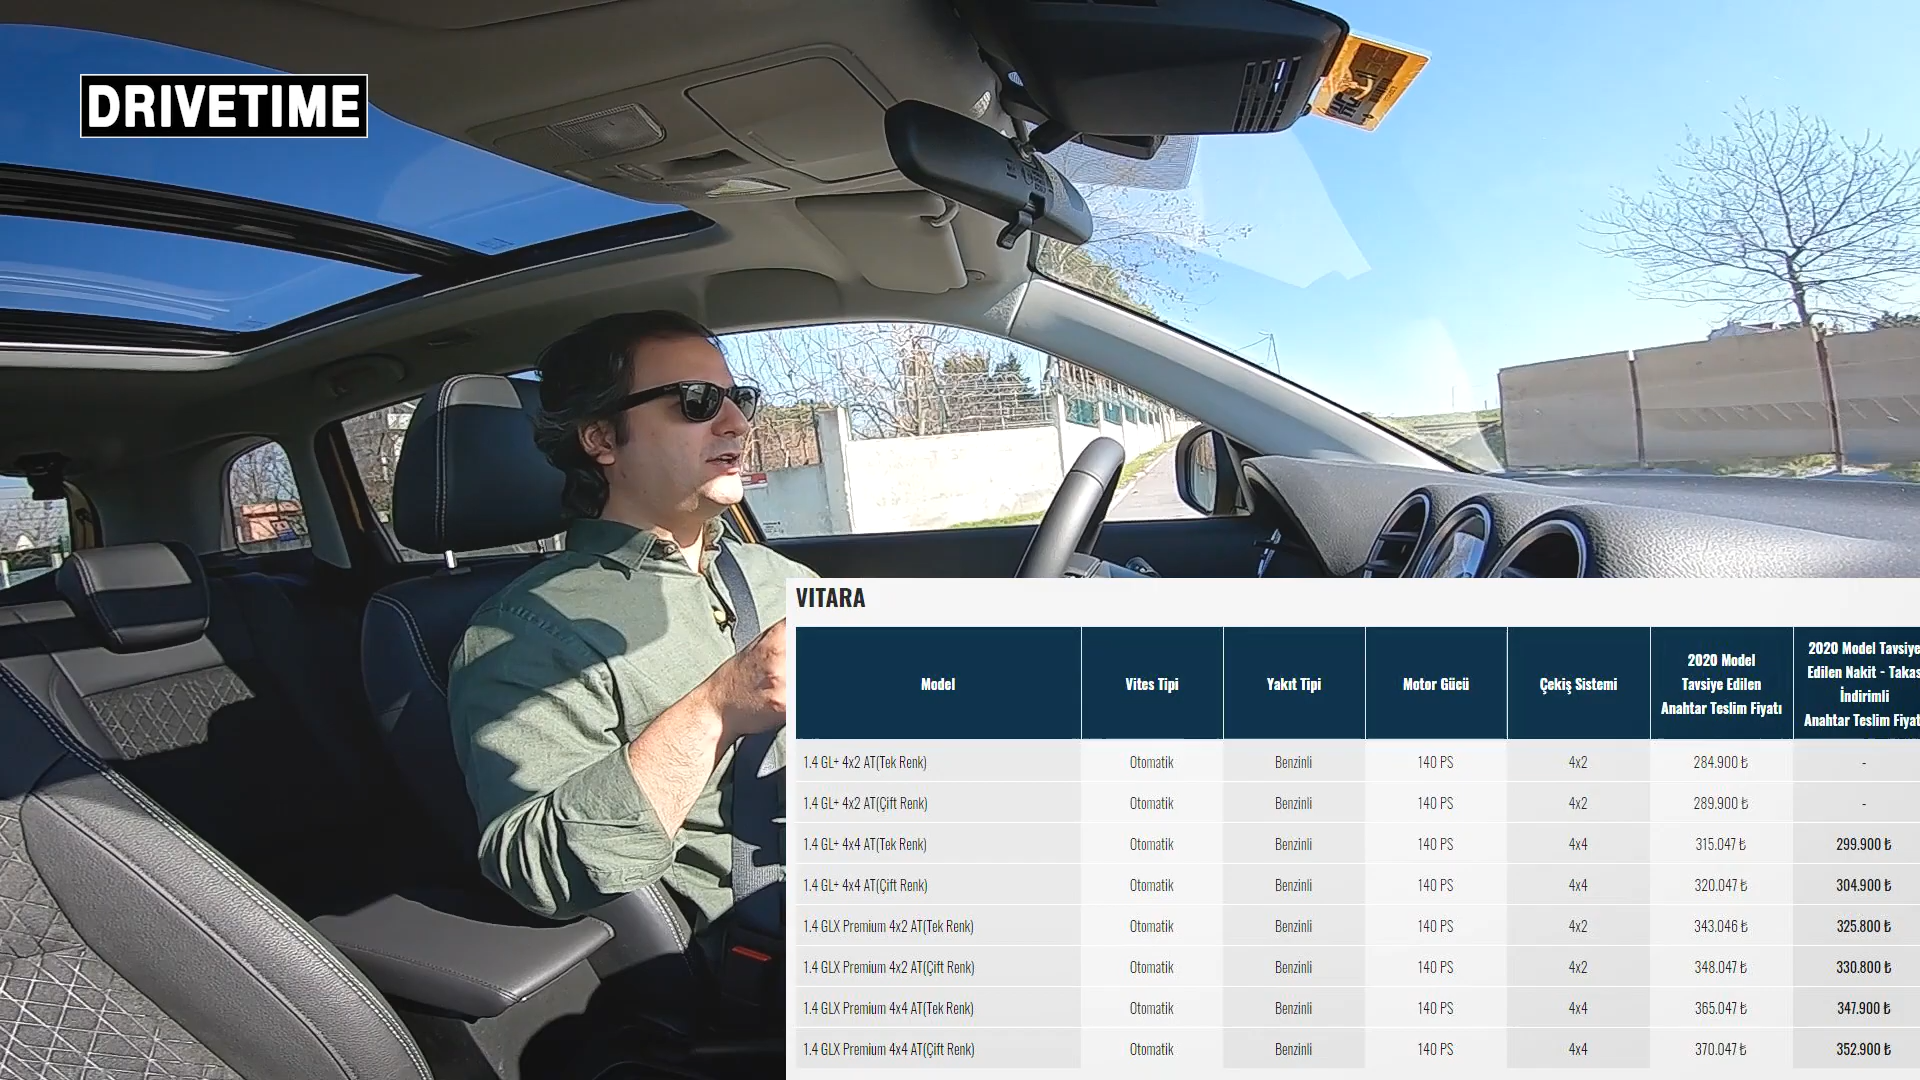 DRIVETIME
VITARA
Model
Vites Tipi
Yakıt Tipi
Motor Gücü
Çekiş Sistemi
2020 Model
Tavsiye Edilen
Anahtar Teslim Fiyatı
2020 Model Tavsiye
Edilen Nakit - Takas
İndirimli
Anahtar Teslim Fiyat
1.4 GL+ 4x2 AT(Tek Renk) Otomatik Benzinli 140 PS 4x2 284.900 ₺ -
1.4 GL+ 4x2 AT(Çift Renk) Otomatik Benzinli 140 PS 4x2 289.900 ₺ -
1.4 GL+ 4x4 AT(Tek Renk) Otomatik Benzinli 140 PS 4x4 315.047 ₺ 299.900 ₺
1.4 GL+ 4x4 AT(Çift Renk) Otomatik Benzinli 140 PS 4x4 320.047 ₺ 304.900 ₺
1.4 GLX Premium 4x2 AT(Tek Renk) Otomatik Benzinli 140 PS 4x2 343.046 ₺ 325.800 ₺
1.4 GLX Premium 4x2 AT(Çift Renk) Otomatik Benzinli 140 PS 4x2 348.047 ₺ 330.800 ₺
1.4 GLX Premium 4x4 AT(Tek Renk) Otomatik Benzinli 140 PS 4x4 365.047 ₺ 347.900 ₺
1.4 GLX Premium 4x4 AT(Çift Renk) Otomatik Benzinli 140 PS 4x4 370.047 ₺ 352.900 ₺